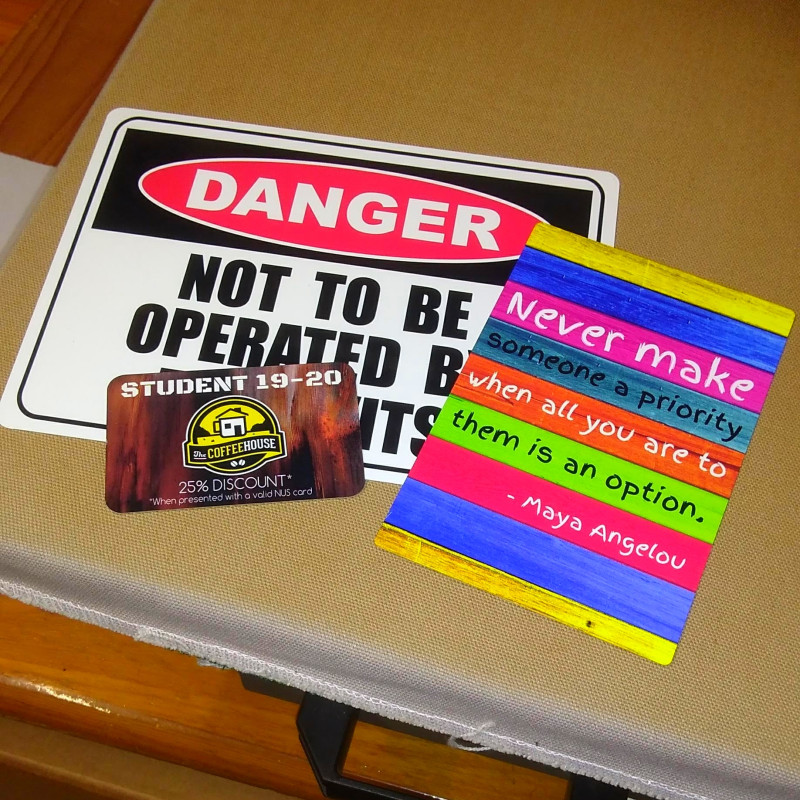 DANGER
NOT TO BE
OPERATED BY
STUDENT 19-20
The COFFEEHOUSE
25% DISCOUNT*
*When presented with a valid NUS card
Never make
someone a priority
when all you are to
them is an option.
- Maya Angelou